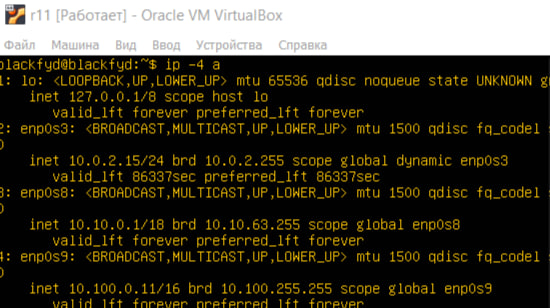 r11 [Работает] - Oracle VM VirtualBox
Файл Машина Вид Ввод Устройства Справка
blackfyd@blackfyd:~$ ip -4 a
1: lo: <LOOPBACK,UP,LOWER_UP> mtu 65536 qdisc noqueue state UNKNOWN g
inet 127.0.0.1/8 scope host lo
valid_lft forever preferred_lft forever
2: enp0s3: <BROADCAST,MULTICAST,UP,LOWER_UP> mtu 1500 qdisc fq_codel s
0
inet 10.0.2.15/24 brd 10.0.2.255 scope global dynamic enp0s3
valid_lft 86337sec preferred_lft 86337sec
3: enp0s8: <BROADCAST,MULTICAST,UP,LOWER_UP> mtu 1500 qdisc fq_codel s
0
inet 10.10.0.1/18 brd 10.10.63.255 scope global enp0s8
valid_lft forever preferred_lft forever
4: enp0s9: <BROADCAST,MULTICAST,UP,LOWER_UP> mtu 1500 qdisc fq_codel s
0
inet 10.100.0.11/16 brd 10.100.255.255 scope global enp0s9
valid_lft forever preferred_lft forever